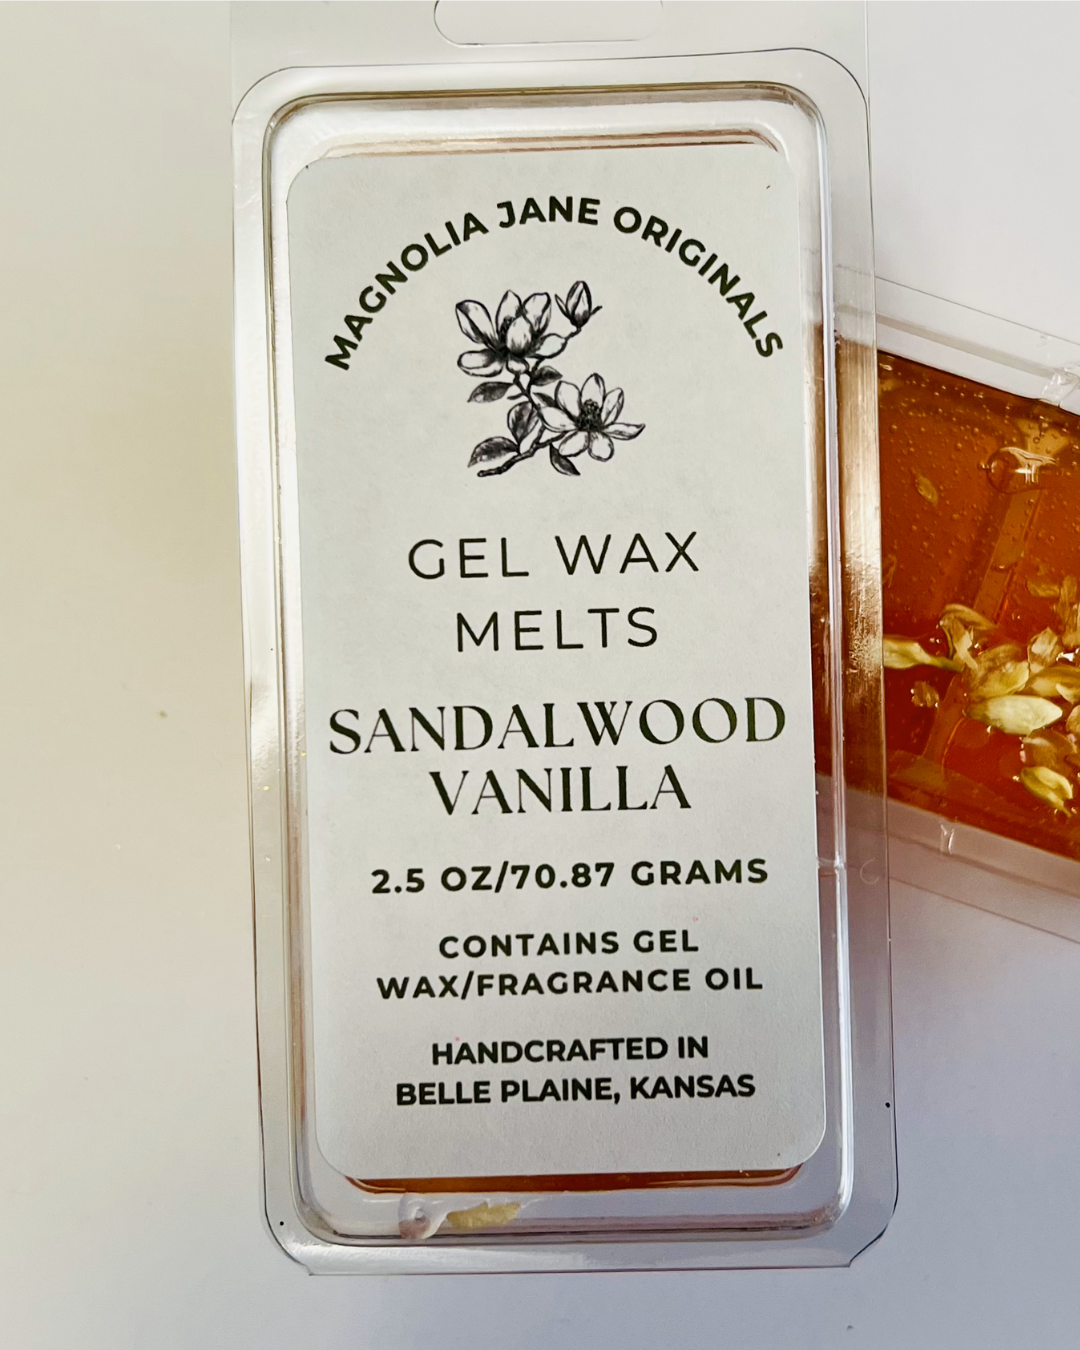 MAGNOLIA JANE ORIGINALS
GEL WAX
MELTS
SANDALWOOD
VANILLA
2.5 OZ/70.87 GRAMS
CONTAINS GEL
WAX/FRAGRANCE OIL
HANDCRAFTED IN
BELLE PLAINE, KANSAS